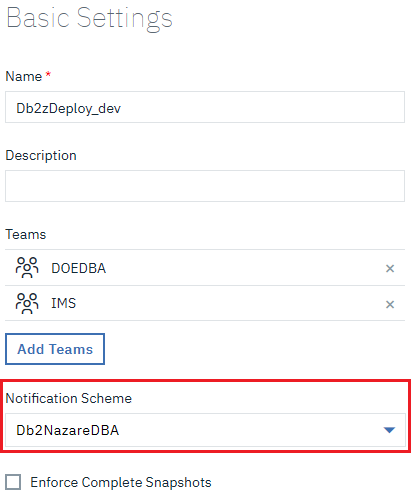 Basic Settings
Name *
Db2zDeploy_dev
Description
Teams
DOEDBA ×
IMS ×
Add Teams
Notification Scheme
Db2NazareDBA
Enforce Complete Snapshots